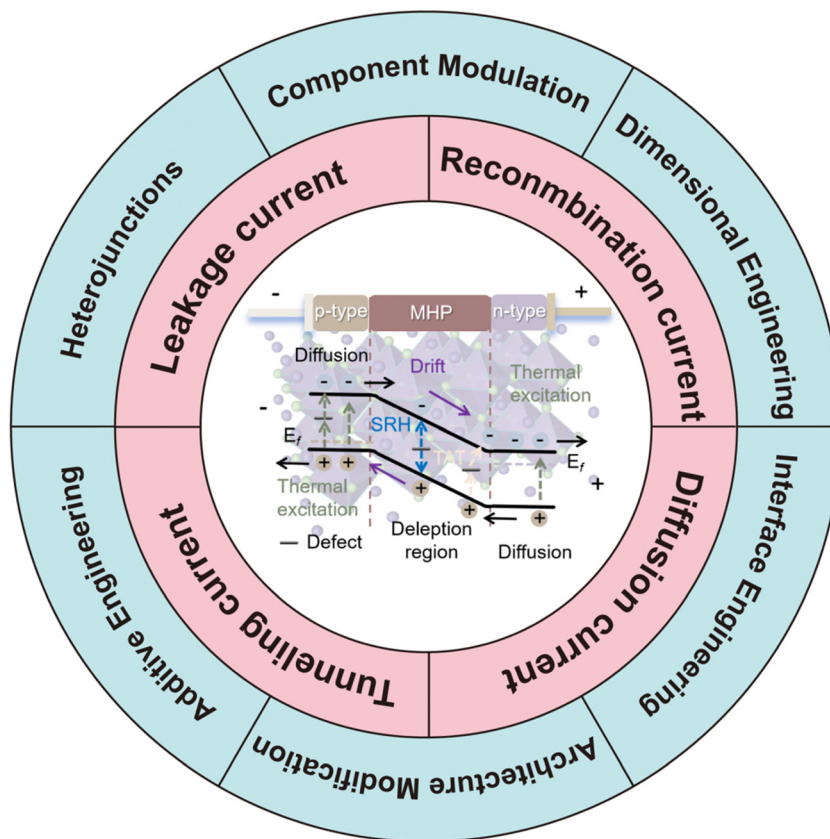 Component Modulation
Dimensional Engineering
Interface Engineering
Architecture Modification
Additive Engineering
Heterojunctions
Leakage current
Reconmbination current
Diffusion current
Tunneling current
- +
p-type MHP n-type
Diffusion
Drift
Thermal
excitation
- - -
-
SRH
- - -
E_f
TAT
E_f
+ + + +
Thermal
excitation
Deleption
region
+ +
— Defect
Diffusion